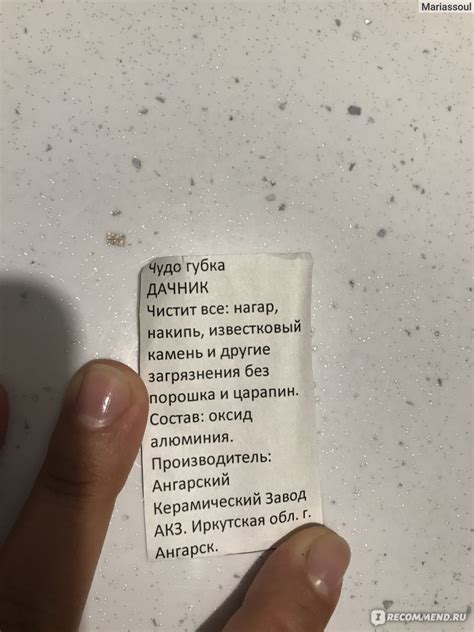 Mariassoul
Чудо губка
ДАЧНИК
Чистит все: нагар,
накипь, известковый
камень и другие
загрязнения без
порошка и царапин.
Состав: оксид
алюминия.
Производитель:
Ангарский
Керамический Завод
АКЗ. Иркутская обл. г.
Ангарск.
IRECOMMEND.RU